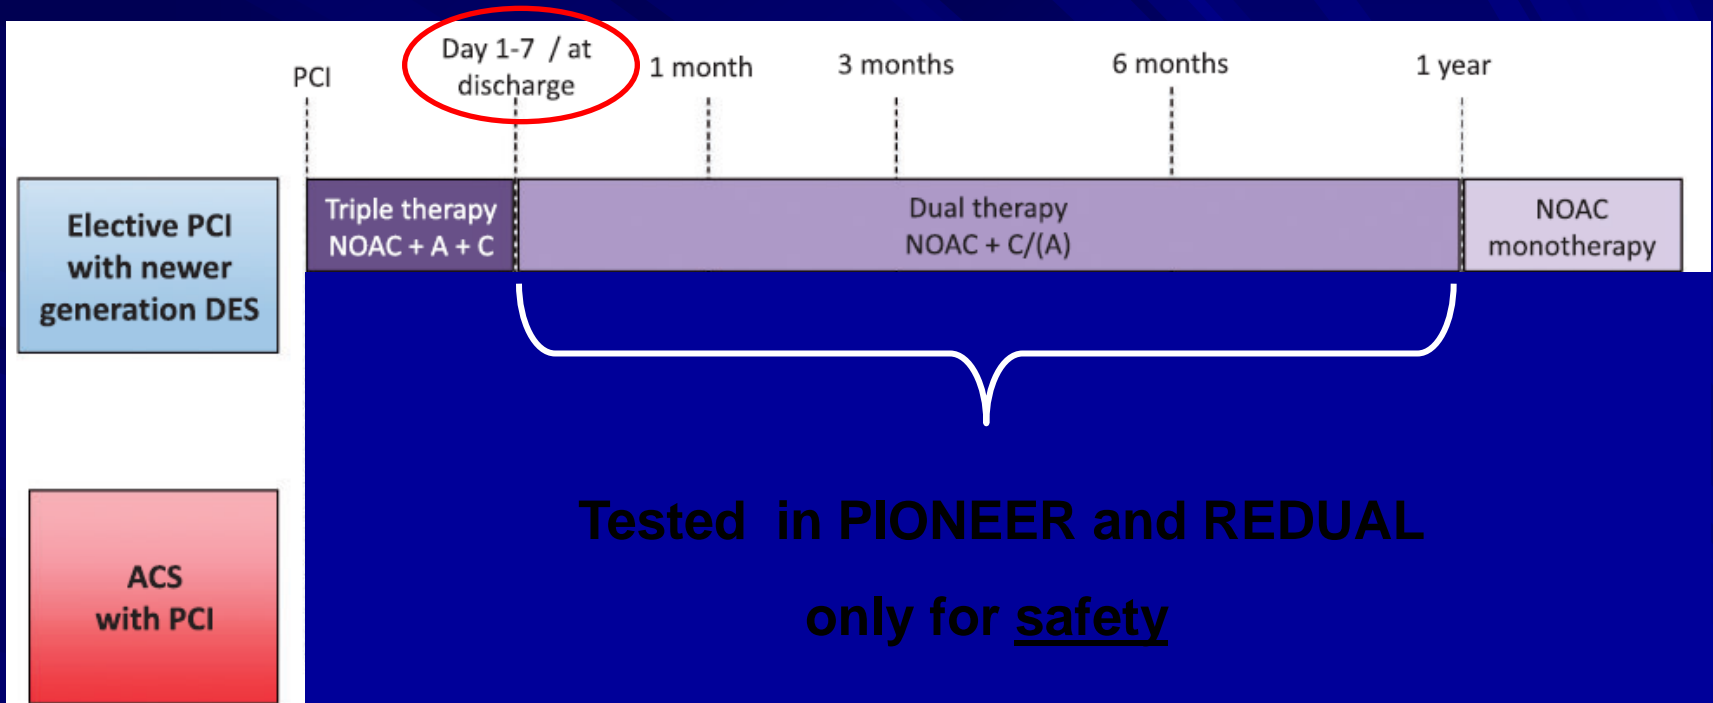 PCI
Day 1-7 / at
discharge
1 month
3 months
6 months
1 year
Elective PCI
with newer
generation DES
Triple therapy
NOAC + A + C
Dual therapy
NOAC + C/(A)
NOAC
monotherapy
Tested in PIONEER and REDUAL
only for safety
ACS
with PCI